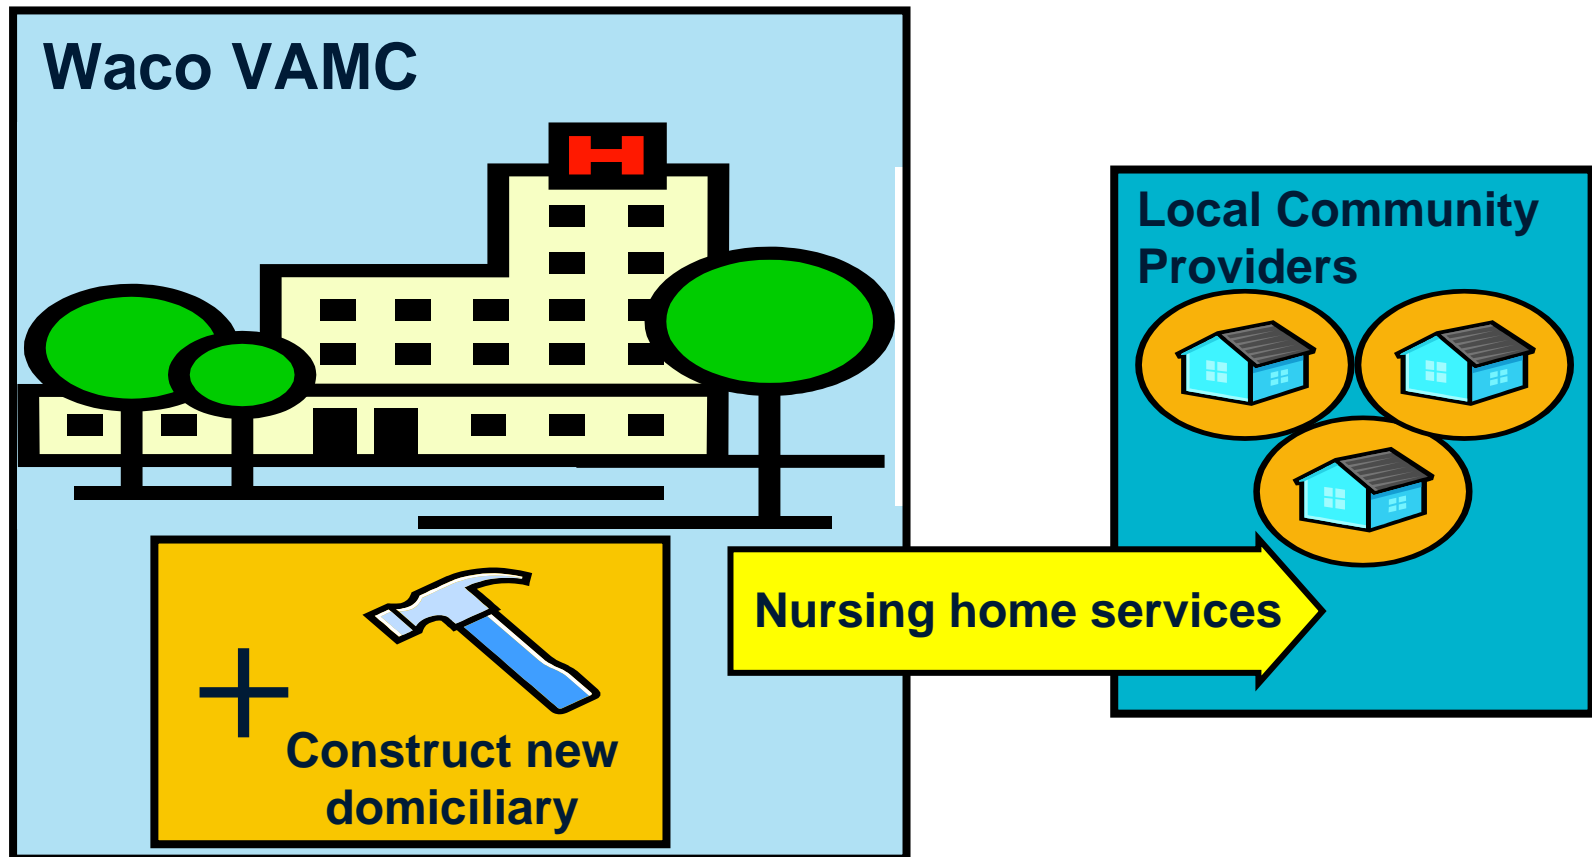 Waco VAMC
H
Local Community
Providers
Nursing home services
+
Construct new
domiciliary